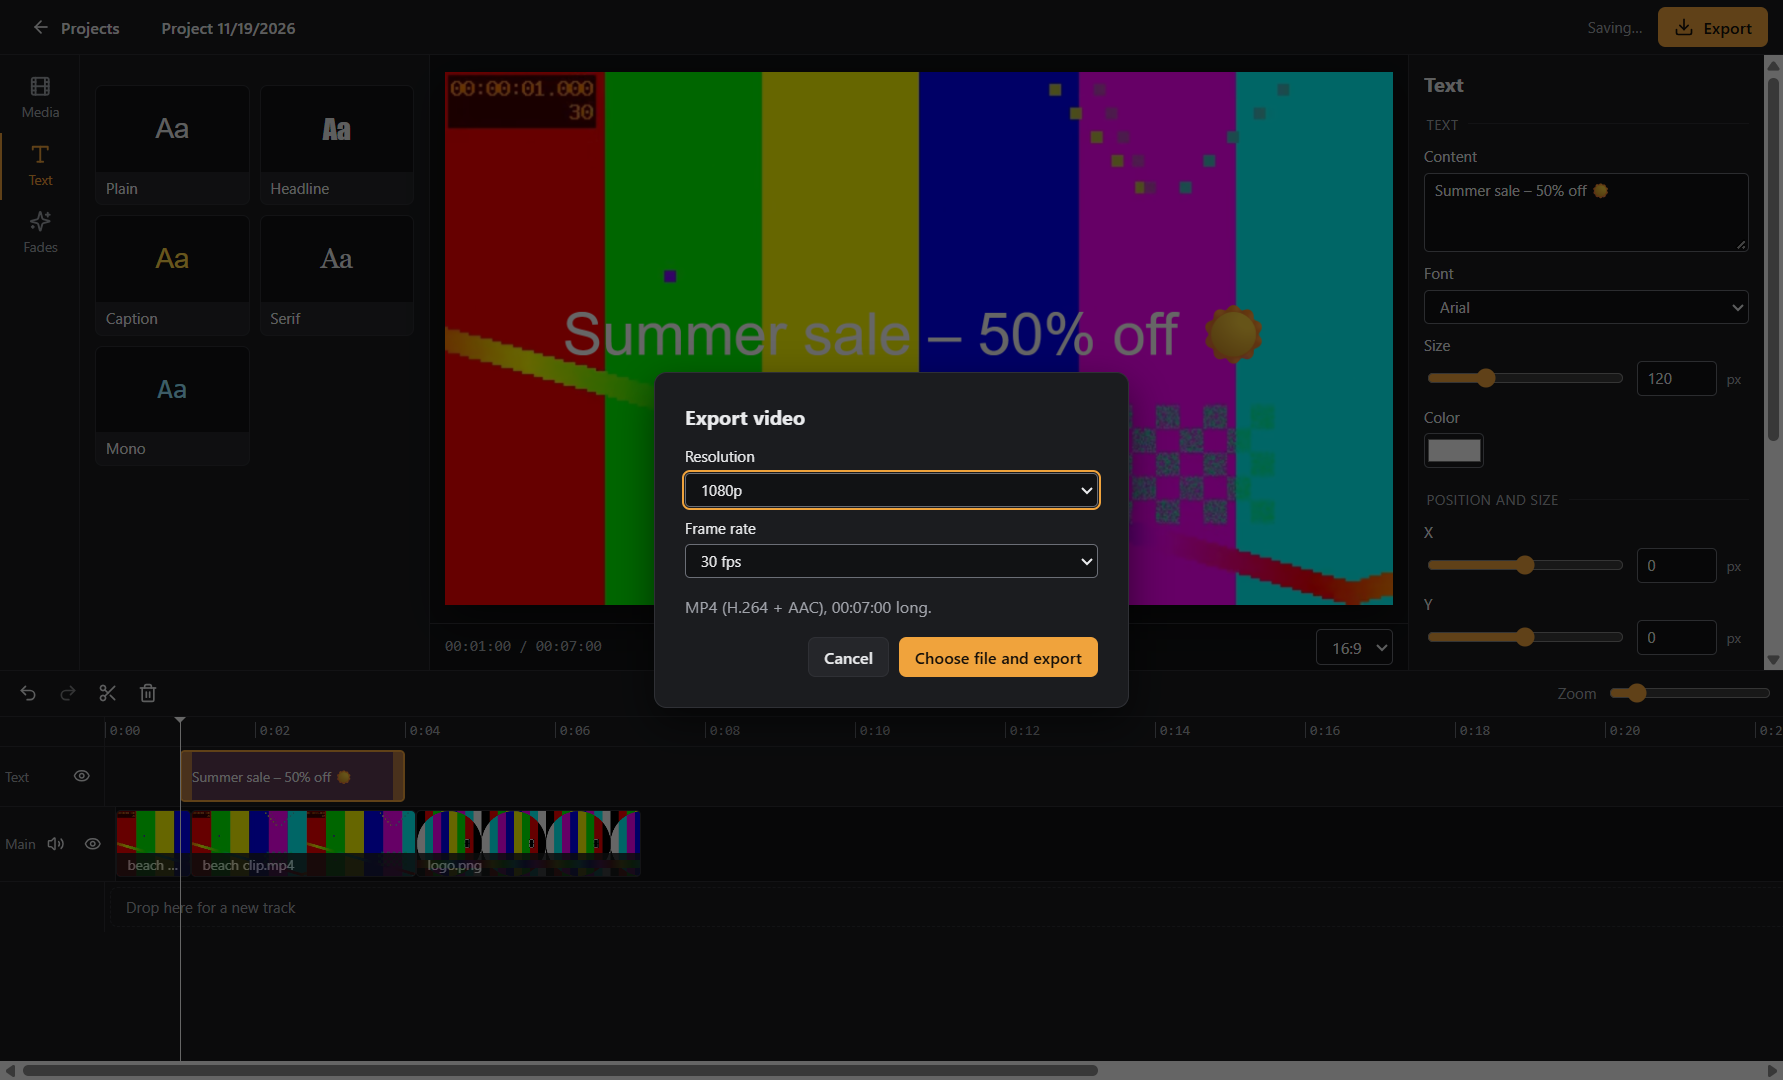 Projects
Project 11/19/2026
Saving...
Export
Media
Text
Fades
Aa
Plain
Aa
Headline
Aa
Caption
Aa
Serif
Aa
Mono
00:00:01.000
30
Summer sale – 50% off
00:01:00 / 00:07:00
16:9
Export video
Resolution
1080p
Frame rate
30 fps
MP4 (H.264 + AAC), 00:07:00 long.
Cancel
Choose file and export
Text
TEXT
Content
Summer sale – 50% off
Font
Arial
Size
120 px
Color
POSITION AND SIZE
X
0 px
Y
0 px
Zoom
0:00 0:02 0:04 0:06 0:08 0:10 0:12 0:14 0:16 0:18 0:20 0:2
Text
Summer sale – 50% off
Main
beach ...
beach clip.mp4
logo.png
Drop here for a new track